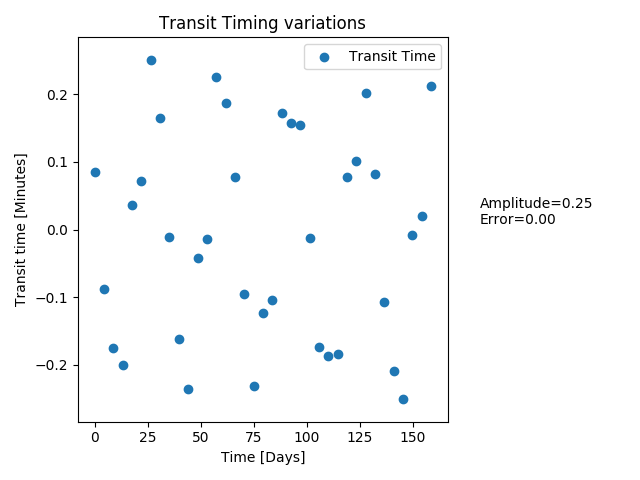 Transit Timing variations
Transit Time
0.2
0.1
0.0
−0.1
−0.2
Transit time [Minutes]
Amplitude=0.25
Error=0.00
0 25 50 75 100 125 150
Time [Days]